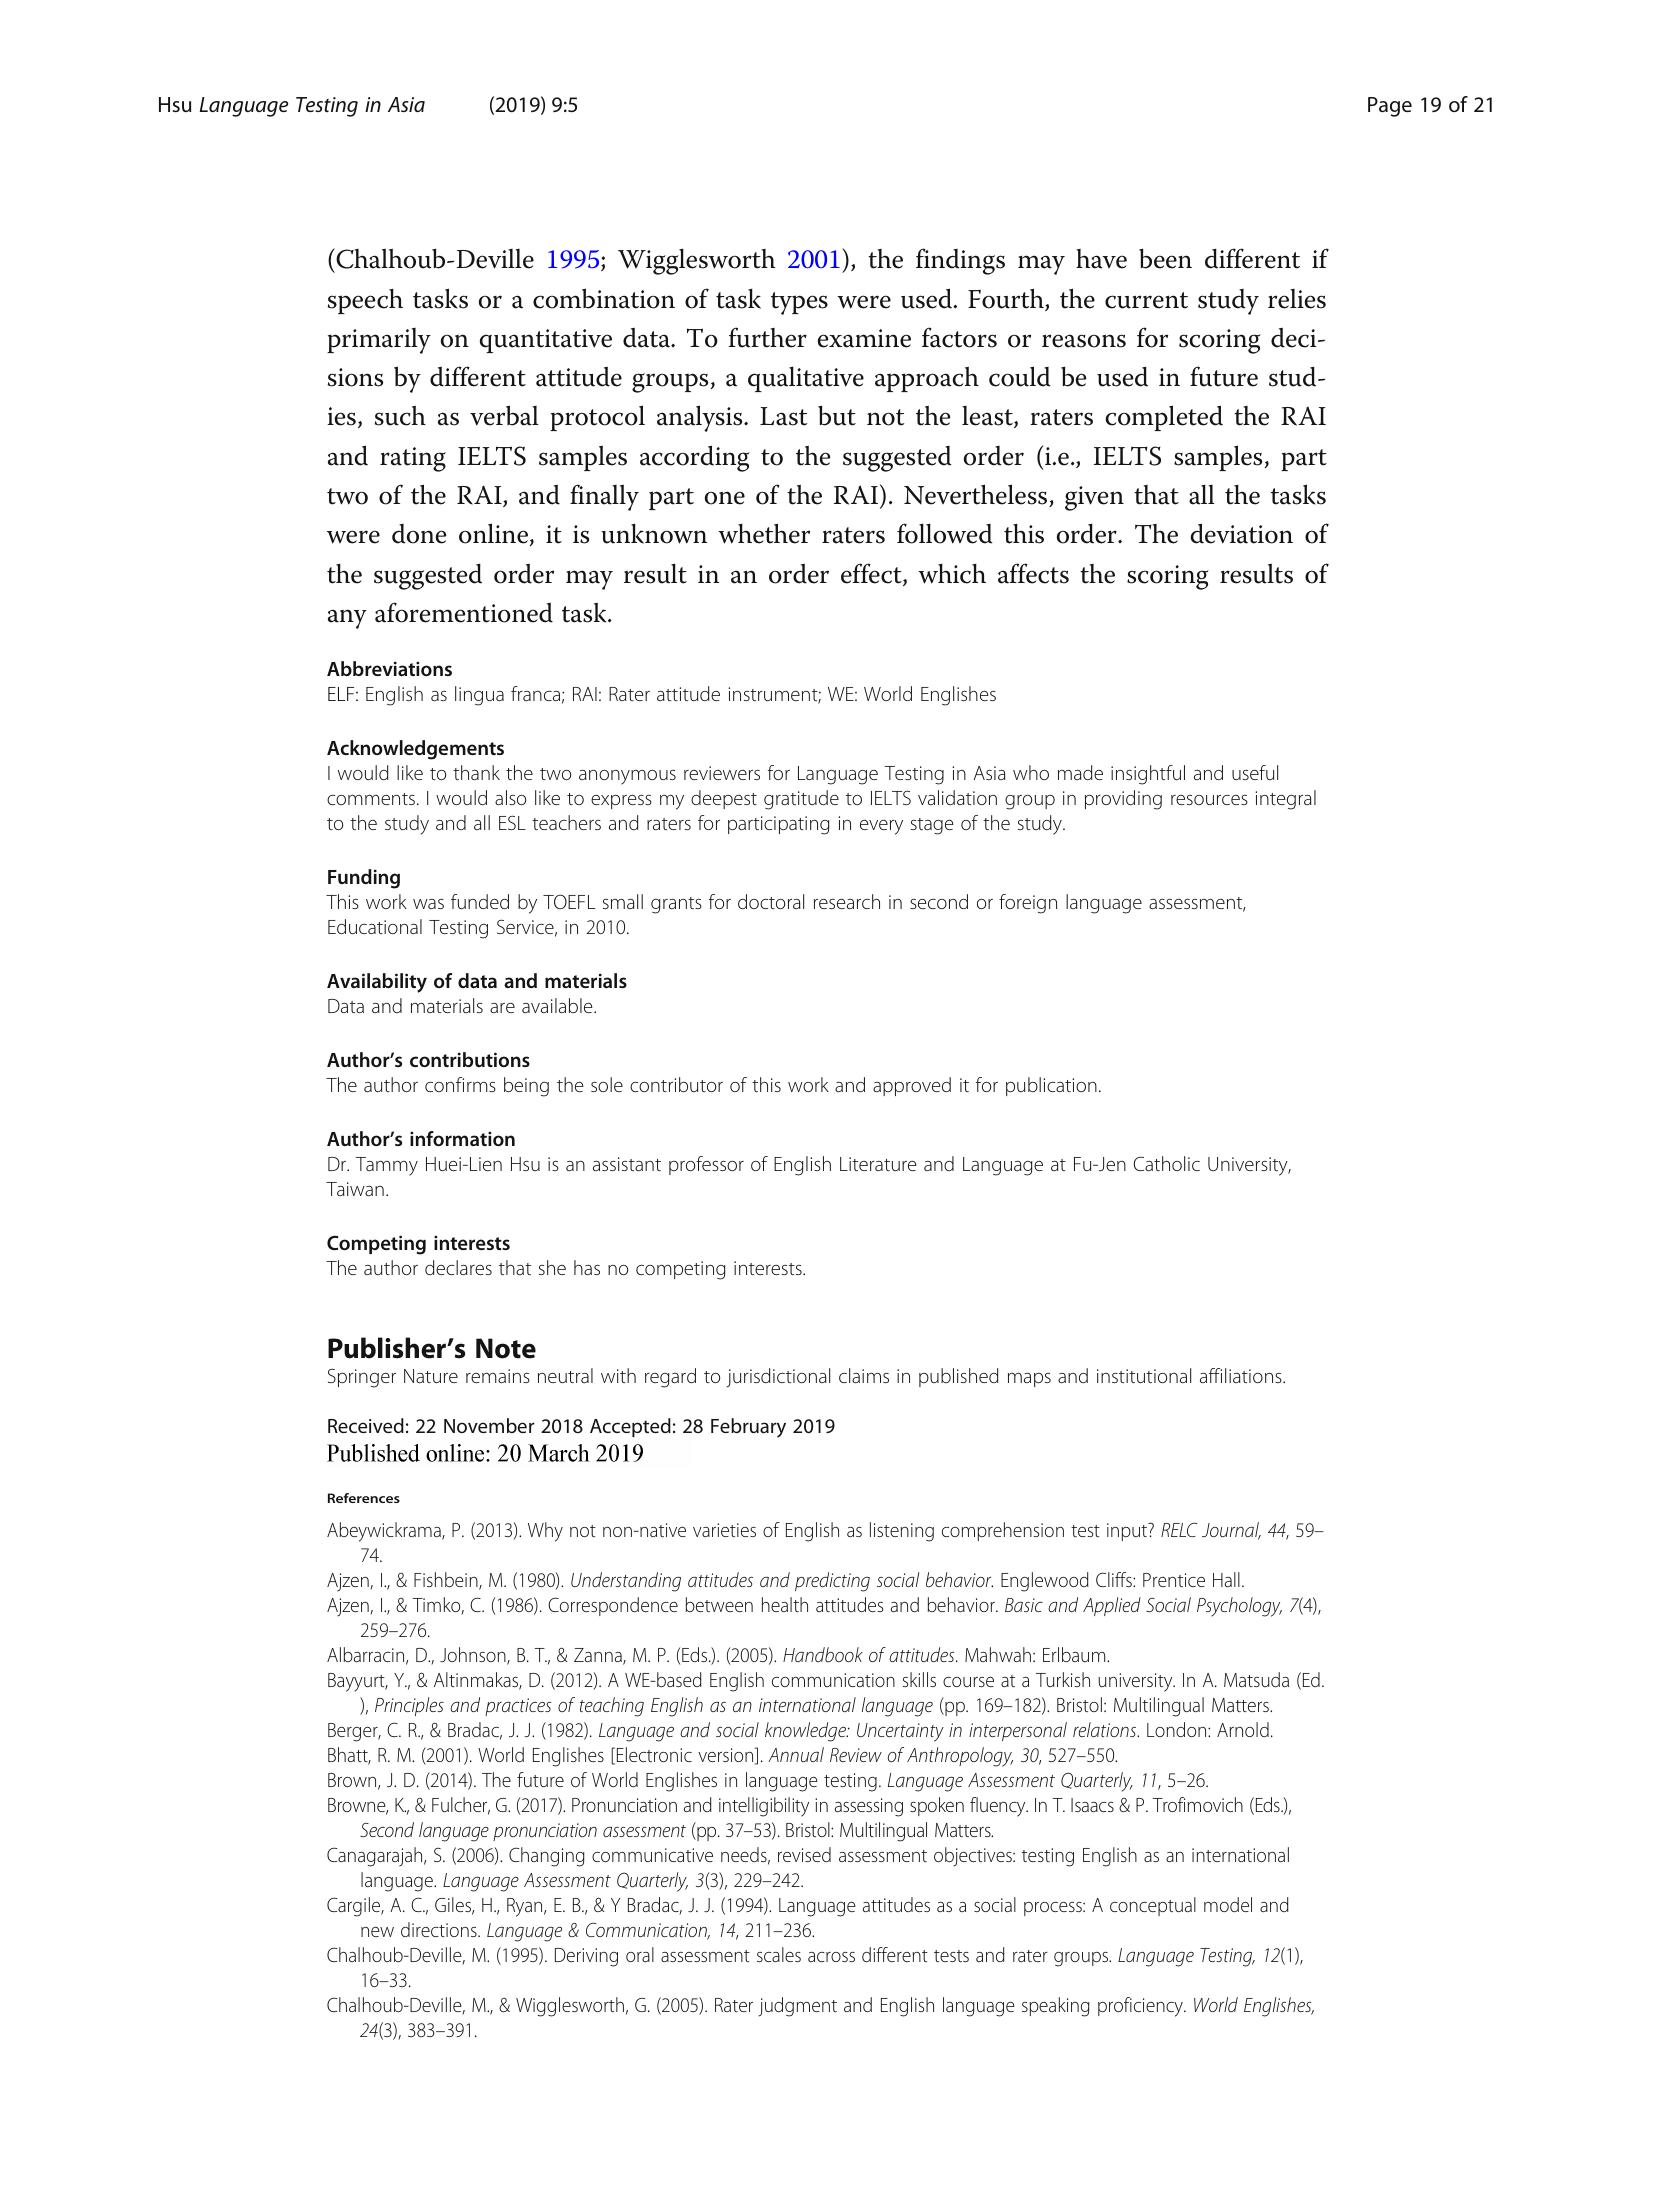 Hsu Language Testing in Asia (2019) 9:5 Page 19 of 21
(Chalhoub-Deville 1995; Wigglesworth 2001), the findings may have been different if
speech tasks or a combination of task types were used. Fourth, the current study relies
primarily on quantitative data. To further examine factors or reasons for scoring deci-
sions by different attitude groups, a qualitative approach could be used in future stud-
ies, such as verbal protocol analysis. Last but not the least, raters completed the RAI
and rating IELTS samples according to the suggested order (i.e., IELTS samples, part
two of the RAI, and finally part one of the RAI). Nevertheless, given that all the tasks
were done online, it is unknown whether raters followed this order. The deviation of
the suggested order may result in an order effect, which affects the scoring results of
any aforementioned task.
Abbreviations
ELF: English as lingua franca; RAI: Rater attitude instrument; WE: World Englishes
Acknowledgements
I would like to thank the two anonymous reviewers for Language Testing in Asia who made insightful and useful
comments. I would also like to express my deepest gratitude to IELTS validation group in providing resources integral
to the study and all ESL teachers and raters for participating in every stage of the study.
Funding
This work was funded by TOEFL small grants for doctoral research in second or foreign language assessment,
Educational Testing Service, in 2010.
Availability of data and materials
Data and materials are available.
Author’s contributions
The author confirms being the sole contributor of this work and approved it for publication.
Author’s information
Dr. Tammy Huei-Lien Hsu is an assistant professor of English Literature and Language at Fu-Jen Catholic University,
Taiwan.
Competing interests
The author declares that she has no competing interests.
Publisher’s Note
Springer Nature remains neutral with regard to jurisdictional claims in published maps and institutional affiliations.
Received: 22 November 2018 Accepted: 28 February 2019
Published online: 20 March 2019
References
Abeywickrama, P. (2013). Why not non-native varieties of English as listening comprehension test input? RELC Journal, 44, 59–
74.
Ajzen, I., & Fishbein, M. (1980). Understanding attitudes and predicting social behavior. Englewood Cliffs: Prentice Hall.
Ajzen, I., & Timko, C. (1986). Correspondence between health attitudes and behavior. Basic and Applied Social Psychology, 7(4),
259–276.
Albarracin, D., Johnson, B. T., & Zanna, M. P. (Eds.). (2005). Handbook of attitudes. Mahwah: Erlbaum.
Bayyurt, Y., & Altinmakas, D. (2012). A WE-based English communication skills course at a Turkish university. In A. Matsuda (Ed.
), Principles and practices of teaching English as an international language (pp. 169–182). Bristol: Multilingual Matters.
Berger, C. R., & Bradac, J. J. (1982). Language and social knowledge: Uncertainty in interpersonal relations. London: Arnold.
Bhatt, R. M. (2001). World Englishes [Electronic version]. Annual Review of Anthropology, 30, 527–550.
Brown, J. D. (2014). The future of World Englishes in language testing. Language Assessment Quarterly, 11, 5–26.
Browne, K., & Fulcher, G. (2017). Pronunciation and intelligibility in assessing spoken fluency. In T. Isaacs & P. Trofimovich (Eds.),
Second language pronunciation assessment (pp. 37–53). Bristol: Multilingual Matters.
Canagarajah, S. (2006). Changing communicative needs, revised assessment objectives: testing English as an international
language. Language Assessment Quarterly, 3(3), 229–242.
Cargile, A. C., Giles, H., Ryan, E. B., & Y Bradac, J. J. (1994). Language attitudes as a social process: A conceptual model and
new directions. Language & Communication, 14, 211–236.
Chalhoub-Deville, M. (1995). Deriving oral assessment scales across different tests and rater groups. Language Testing, 12(1),
16–33.
Chalhoub-Deville, M., & Wigglesworth, G. (2005). Rater judgment and English language speaking proficiency. World Englishes,
24(3), 383–391.